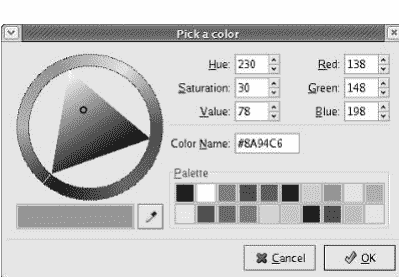 Pick a color
Hue: 230 Red: 138
Saturation: 30 Green: 148
Value: 78 Blue: 198
Color Name: #8A94C6
Palette
Cancel OK